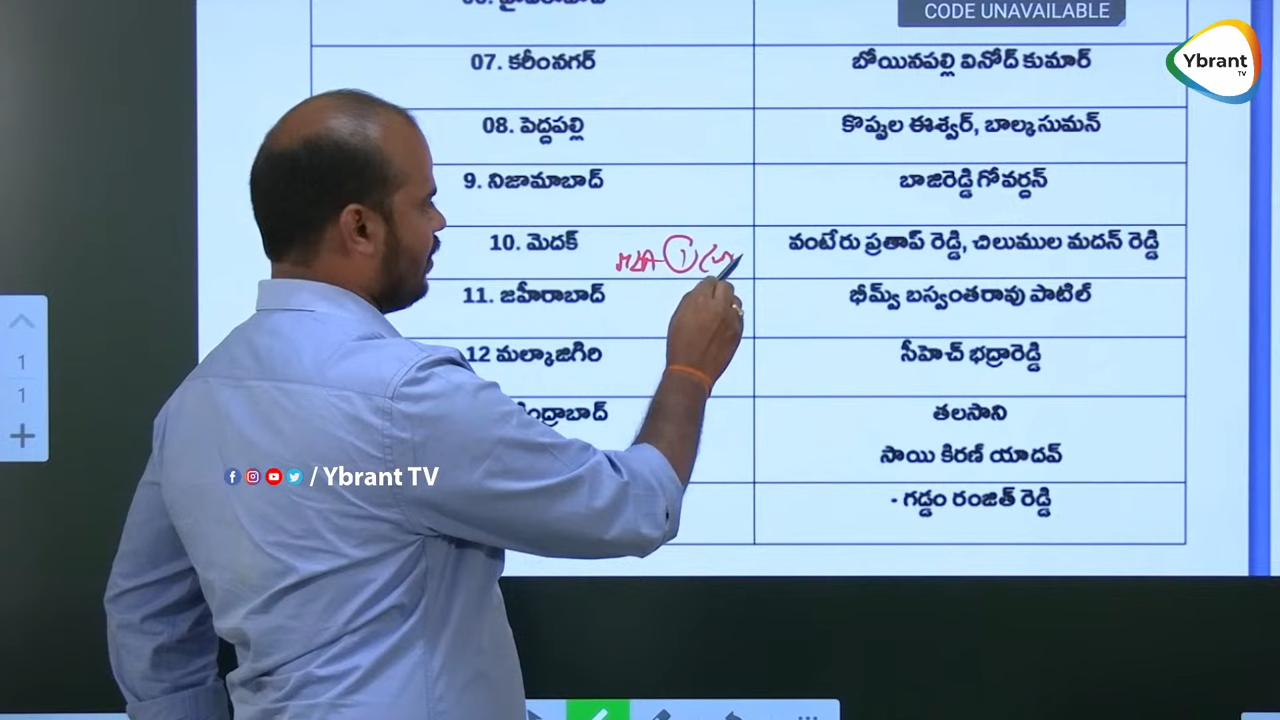 CODE UNAVAILABLE
07. కరీంనగర్ బోయినపల్లి వినోద్ కుమార్
Ybrant
TV
08. పెద్దపల్లి కొప్పుల ఈశ్వర్, బాల్కసుమన్
9. నిజామాబాద్ బాజిరెడ్డి గోవర్దన్
10. మెదక్ వంటేరు ప్రతాప్ రెడ్డి, చిలుముల మదన్ రెడ్డి
11. జహీరాబాద్ భీమ్వ్ బస్వంతరావు పాటిల్
12 మల్కాజిగిరి సీహెచ్ భద్రారెడ్డి
తలసాని
సాయి కిరణ్ యాదవ్
- గడ్డం రంజిత్ రెడ్డి
1
1
/ Ybrant TV